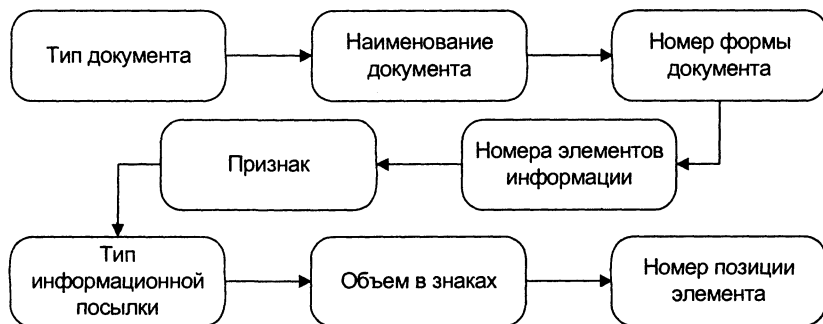 Тип документа
Наименование
документа
Номер формы
документа
Номера элементов
информации
Признак
Тип
информационной
посылки
Объем в знаках
Номер позиции
элемента